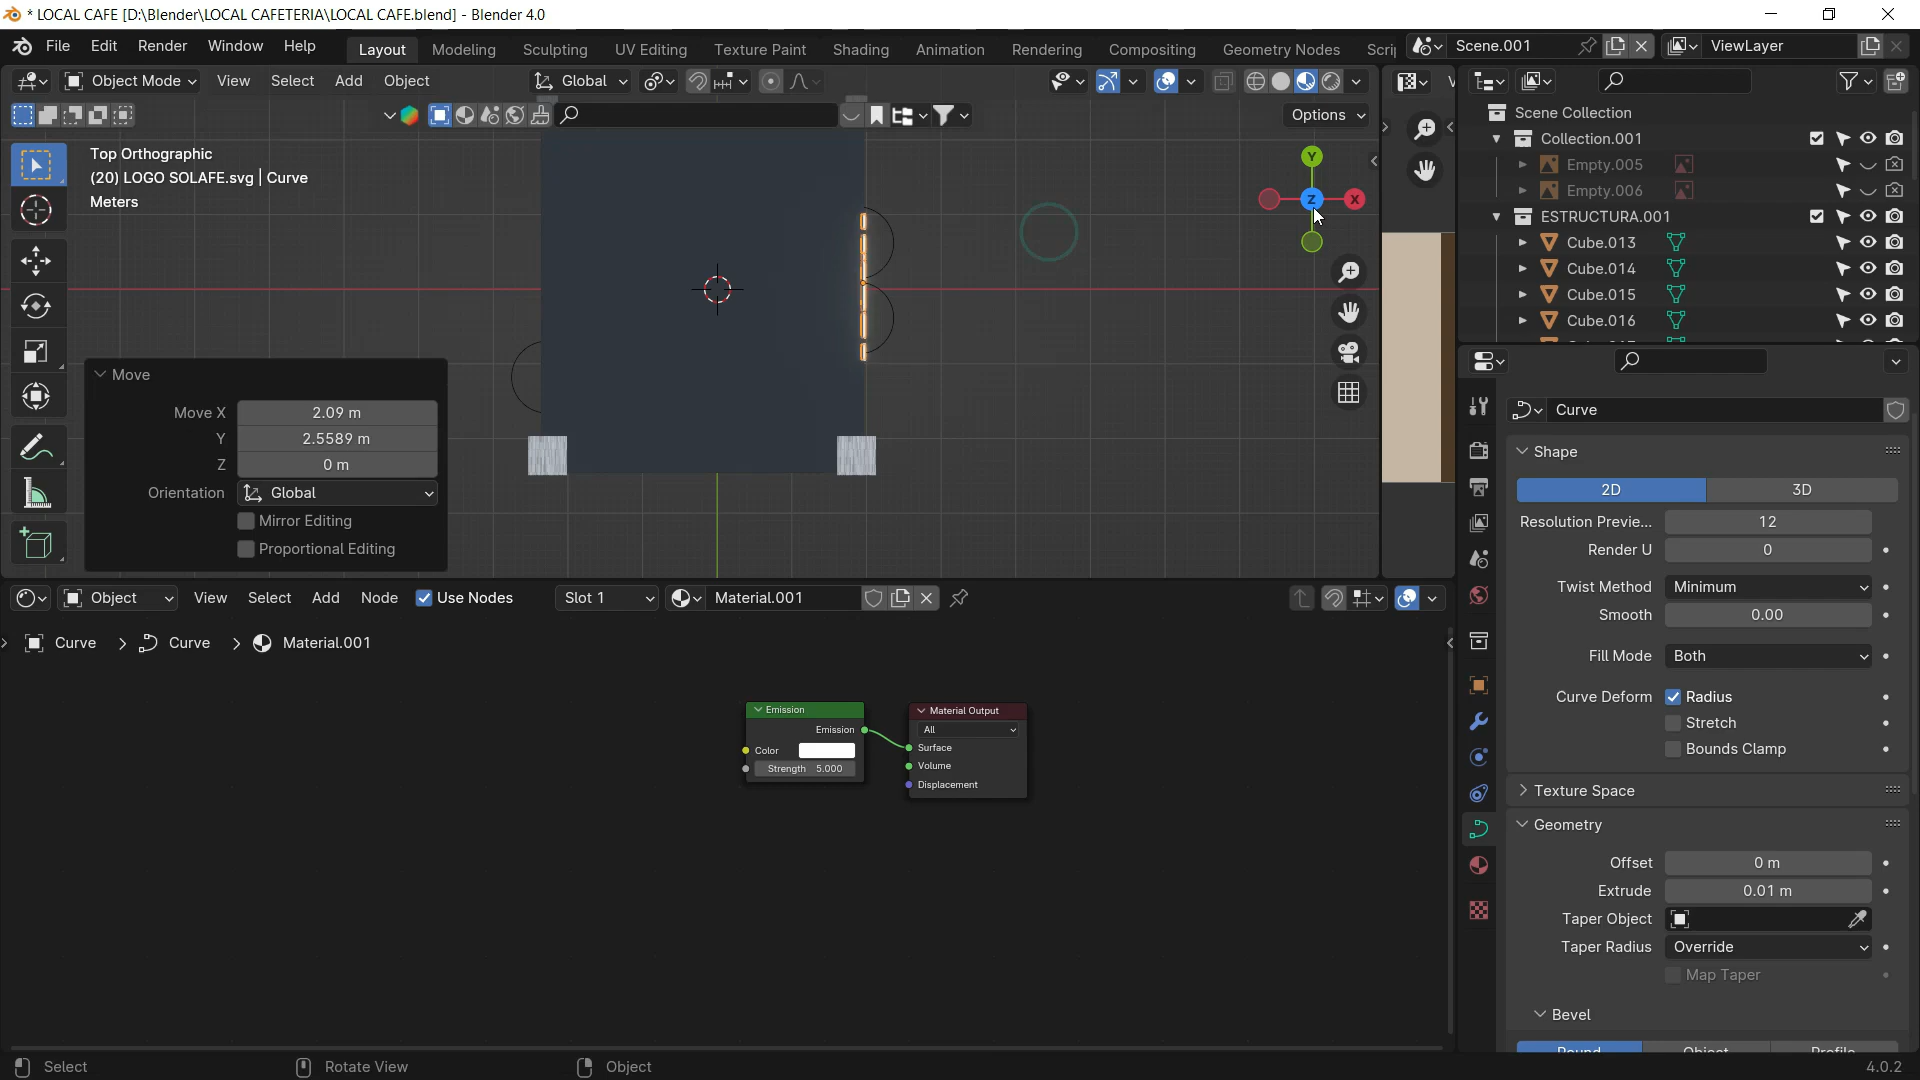 * LOCAL CAFE [D:\Blender\LOCAL CAFETERIA\LOCAL CAFE.blend] - Blender 4.0
File Edit Render Window Help Layout Modeling Sculpting UV Editing Texture Paint Shading Animation Rendering Compositing Geometry Nodes Scrip Scene.001 ViewLayer
Object Mode View Select Add Object Global
Options
Top Orthographic
(20) LOGO SOLAFE.svg | Curve
Meters
Y
Z X
Move
Move X 2.09 m
Y 2.5589 m
Z 0 m
Orientation Global
Mirror Editing
Proportional Editing
Object View Select Add Node Use Nodes Slot 1 Material.001
Curve > Curve > Material.001
Emission
Emission
Color
Strength 5.000
Material Output
All
Surface
Volume
Displacement
Scene Collection
Collection.001
Empty.005
Empty.006
ESTRUCTURA.001
Cube.013
Cube.014
Cube.015
Cube.016
Curve
Shape
2D 3D
Resolution Previe... 12
Render U 0
Twist Method Minimum
Smooth 0.00
Fill Mode Both
Curve Deform Radius
Stretch
Bounds Clamp
Texture Space
Geometry
Offset 0 m
Extrude 0.01 m
Taper Object
Taper Radius Override
Map Taper
Bevel
Round Object Profile
Select Rotate View Object 4.0.2